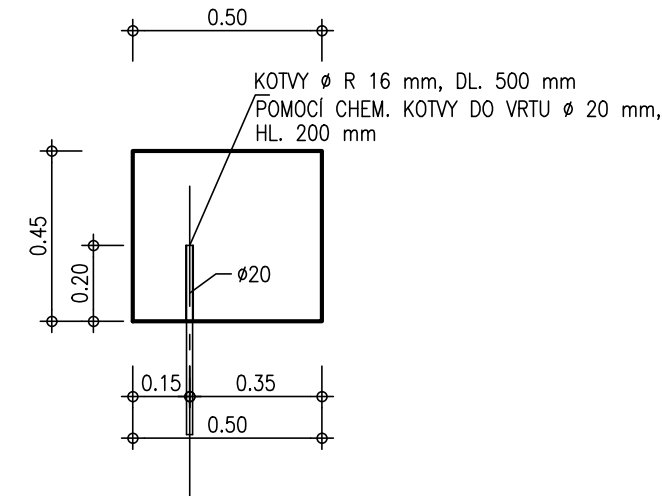 0.50
KOTVY ø R 16 mm, DL. 500 mm
POMOCÍ CHEM. KOTVY DO VRTU ø 20 mm,
HL. 200 mm
0.45
0.20
ø20
0.15 0.35
0.50